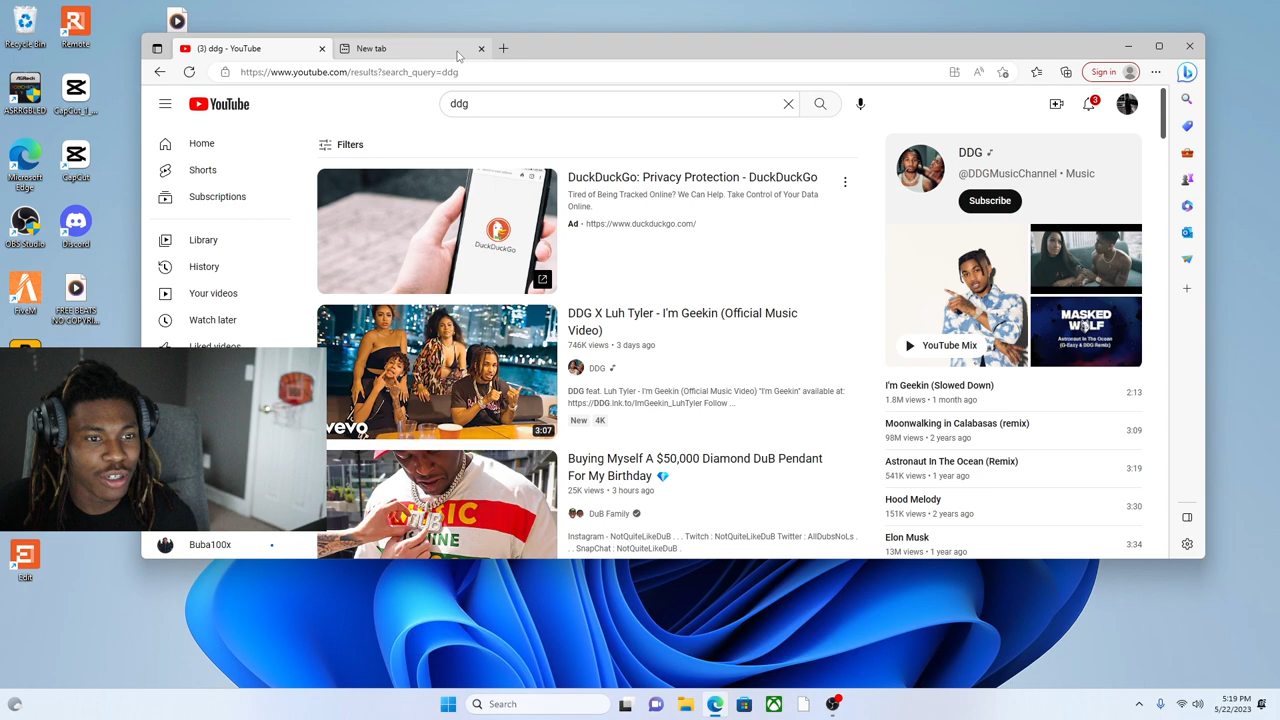 Recycle Bin
Remote
ASRRGBLED
CapCut_1_...
Microsoft
Edge
CapCut
OBS Studio
Discord
FiveM
FREE BEATS
NO COPYRI...
Edit
(3) ddg - YouTube
New tab
https://www.youtube.com/results?search_query=ddg
Sign in
YouTube
ddg
3
Home
Shorts
Subscriptions
Library
History
Your videos
Watch later
Liked videos
Buba100x
Filters
DuckDuckGo
DuckDuckGo: Privacy Protection - DuckDuckGo
Tired of Being Tracked Online? We Can Help. Take Control of Your Data
Online.
Ad • https://www.duckduckgo.com/
vevo
3:07
DDG X Luh Tyler - I'm Geekin (Official Music
Video)
746K views • 3 days ago
DDG
DDG feat. Luh Tyler - I'm Geekin (Official Music Video) "I'm Geekin" available at:
https://DDG.lnk.to/ImGeekin_LuhTyler Follow ...
New 4K
Buying Myself A $50,000 Diamond DuB Pendant
For My Birthday 💎
25K views • 3 hours ago
DuB Family
Instagram - NotQuiteLikeDuB . . . Twitch : NotQuiteLikeDuB Twitter : AllDubsNoLs .
. . SnapChat : NotQuiteLikeDuB .
DDG
@DDGMusicChannel • Music
Subscribe
YouTube Mix
MASKED
WOLF
Astronaut In The Ocean
(G-Eazy & DDG Remix)
I'm Geekin (Slowed Down)
1.8M views • 1 month ago
2:13
Moonwalking in Calabasas (remix)
98M views • 2 years ago
3:09
Astronaut In The Ocean (Remix)
541K views • 1 year ago
3:19
Hood Melody
151K views • 2 years ago
3:30
Elon Musk
13M views • 1 year ago
3:34
Search
5:19 PM
5/22/2023